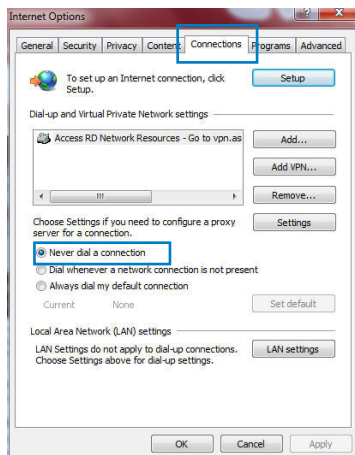 Internet Options
General Security Privacy Content Connections Programs Advanced
To set up an Internet connection, click
Setup.
Setup
Dial-up and Virtual Private Network settings
Access RD Network Resources - Go to vpn.as
Add...
Add VPN...
Remove...
Choose Settings if you need to configure a proxy
server for a connection.
Settings
Never dial a connection
Dial whenever a network connection is not present
Always dial my default connection
Current None
Set default
Local Area Network (LAN) settings
LAN Settings do not apply to dial-up connections.
Choose Settings above for dial-up settings.
LAN settings
OK Cancel Apply